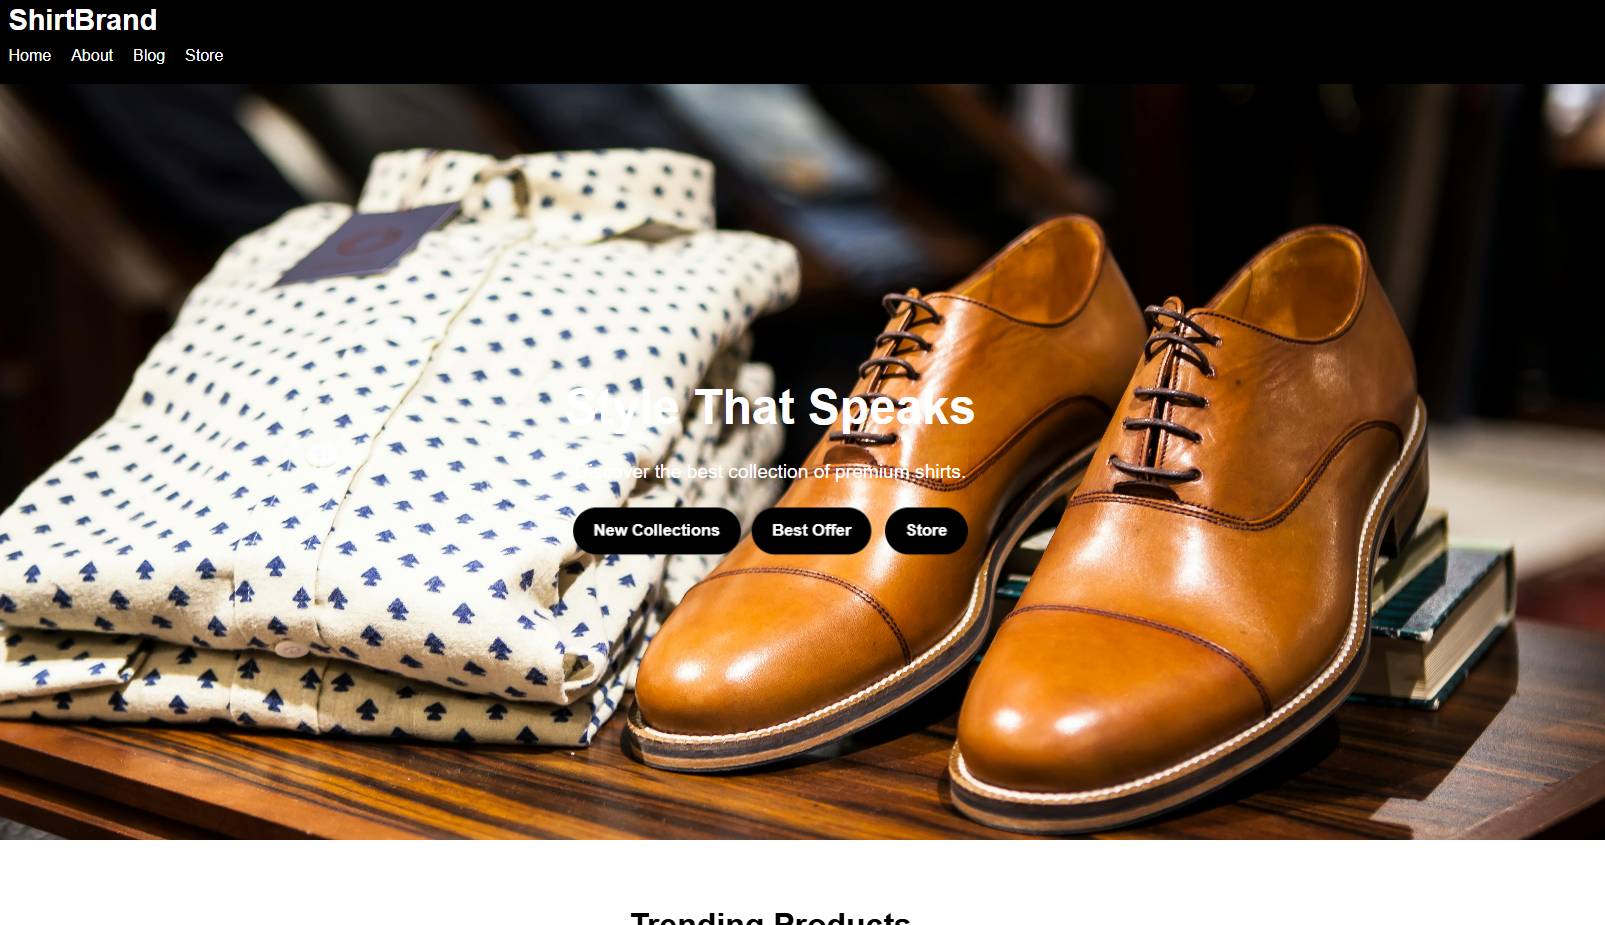 ShirtBrand
Home About Blog Store
Style That Speaks
Discover the best collection of premium shirts.
New Collections Best Offer Store
Trending Products